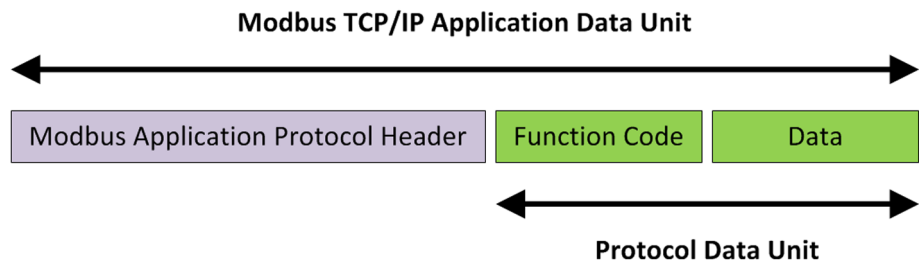 Modbus TCP/IP Application Data Unit
Modbus Application Protocol Header
Function Code
Data
Protocol Data Unit